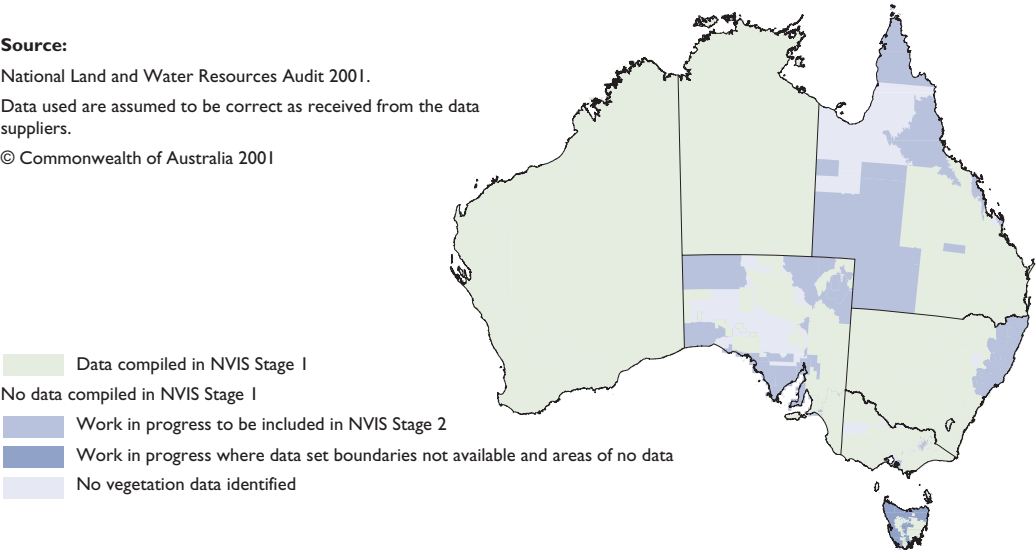 Source:
National Land and Water Resources Audit 2001.
Data used are assumed to be correct as received from the data
suppliers.
© Commonwealth of Australia 2001
Data compiled in NVIS Stage 1
No data compiled in NVIS Stage 1
Work in progress to be included in NVIS Stage 2
Work in progress where data set boundaries not available and areas of no data
No vegetation data identified